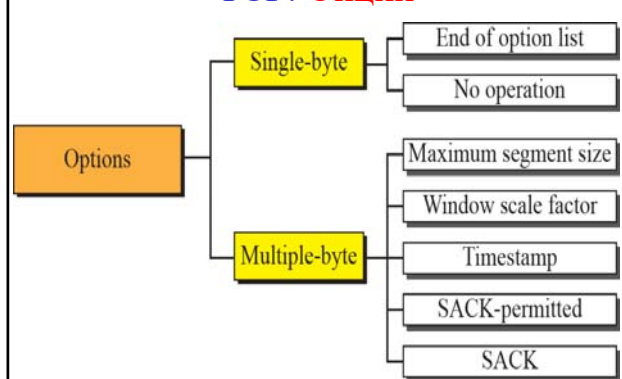 End of option list
Single-byte
No operation
Options
Maximum segment size
Window scale factor
Multiple-byte
Timestamp
SACK-permitted
SACK